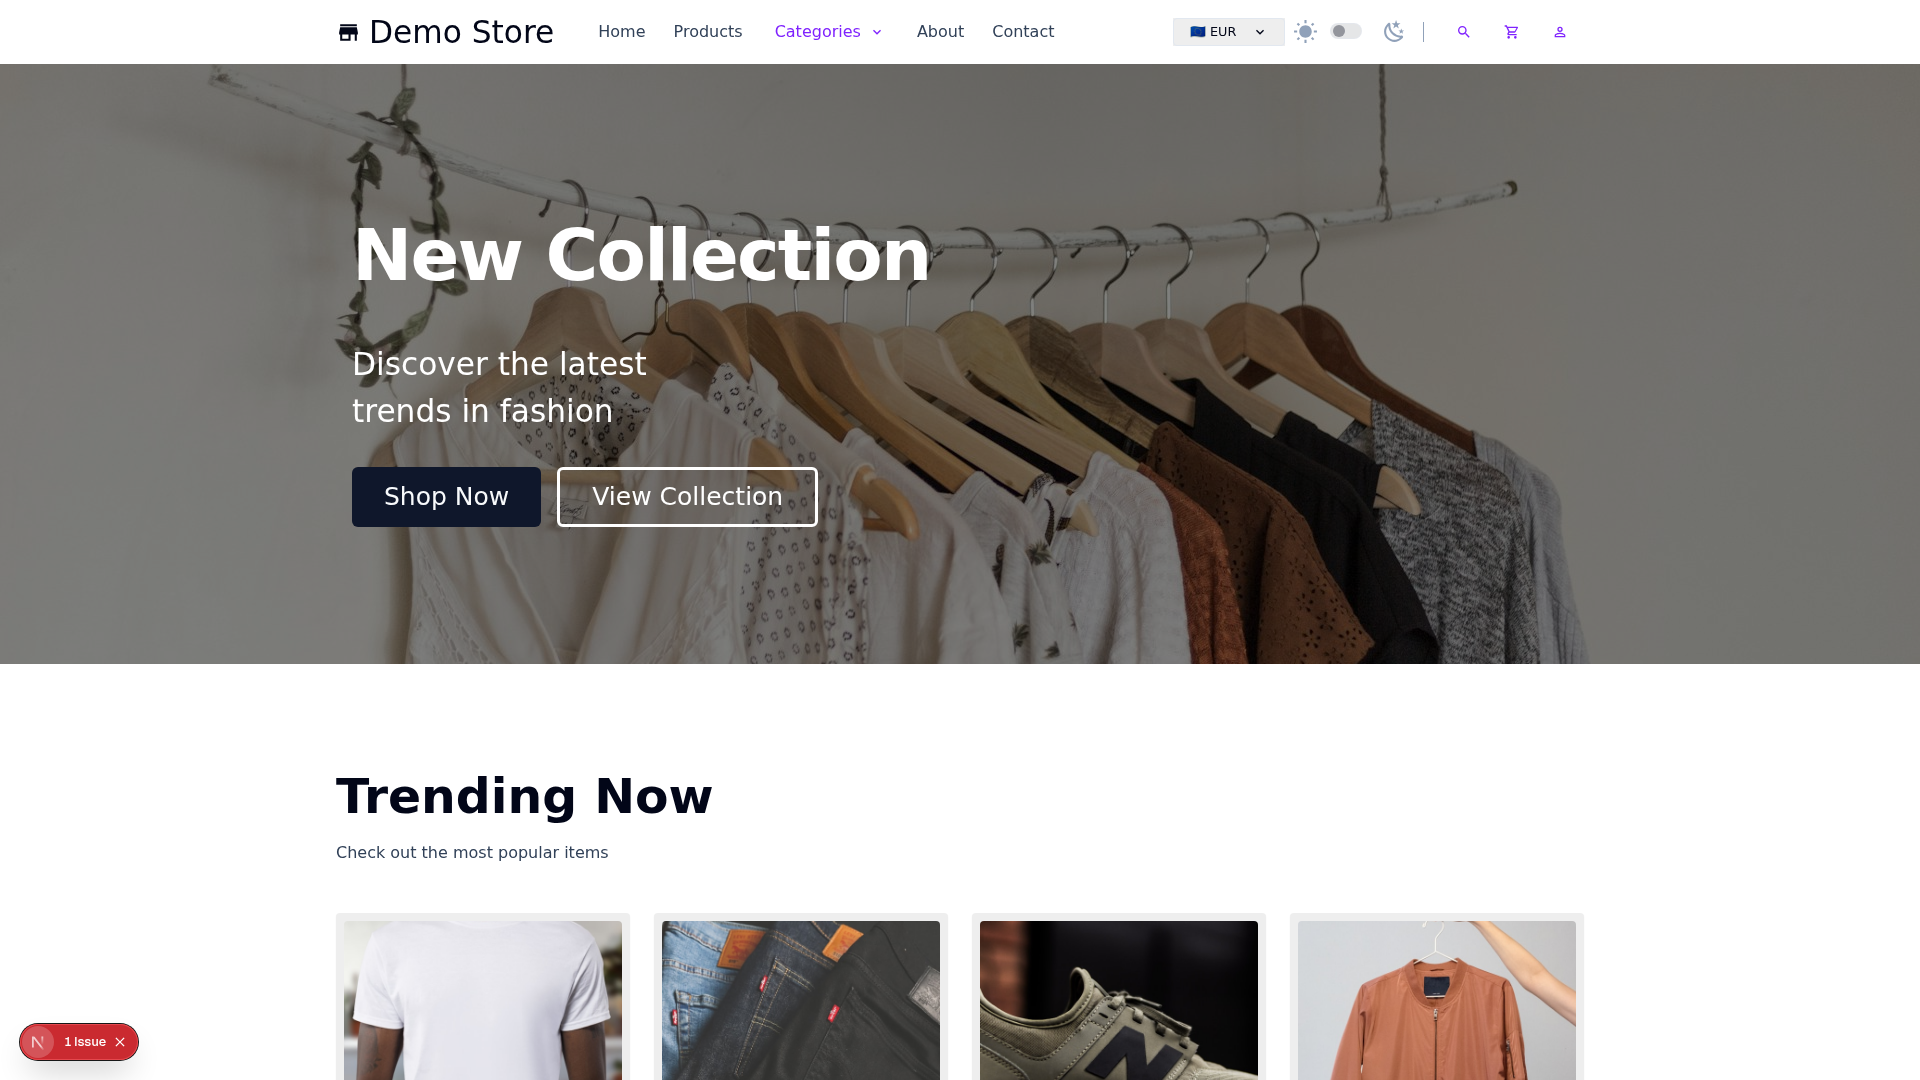 Demo Store
Home
Products
Categories
About
Contact
EUR
New Collection
Discover the latest
trends in fashion
Shop Now
View Collection
Trending Now
Check out the most popular items
N
1 Issue